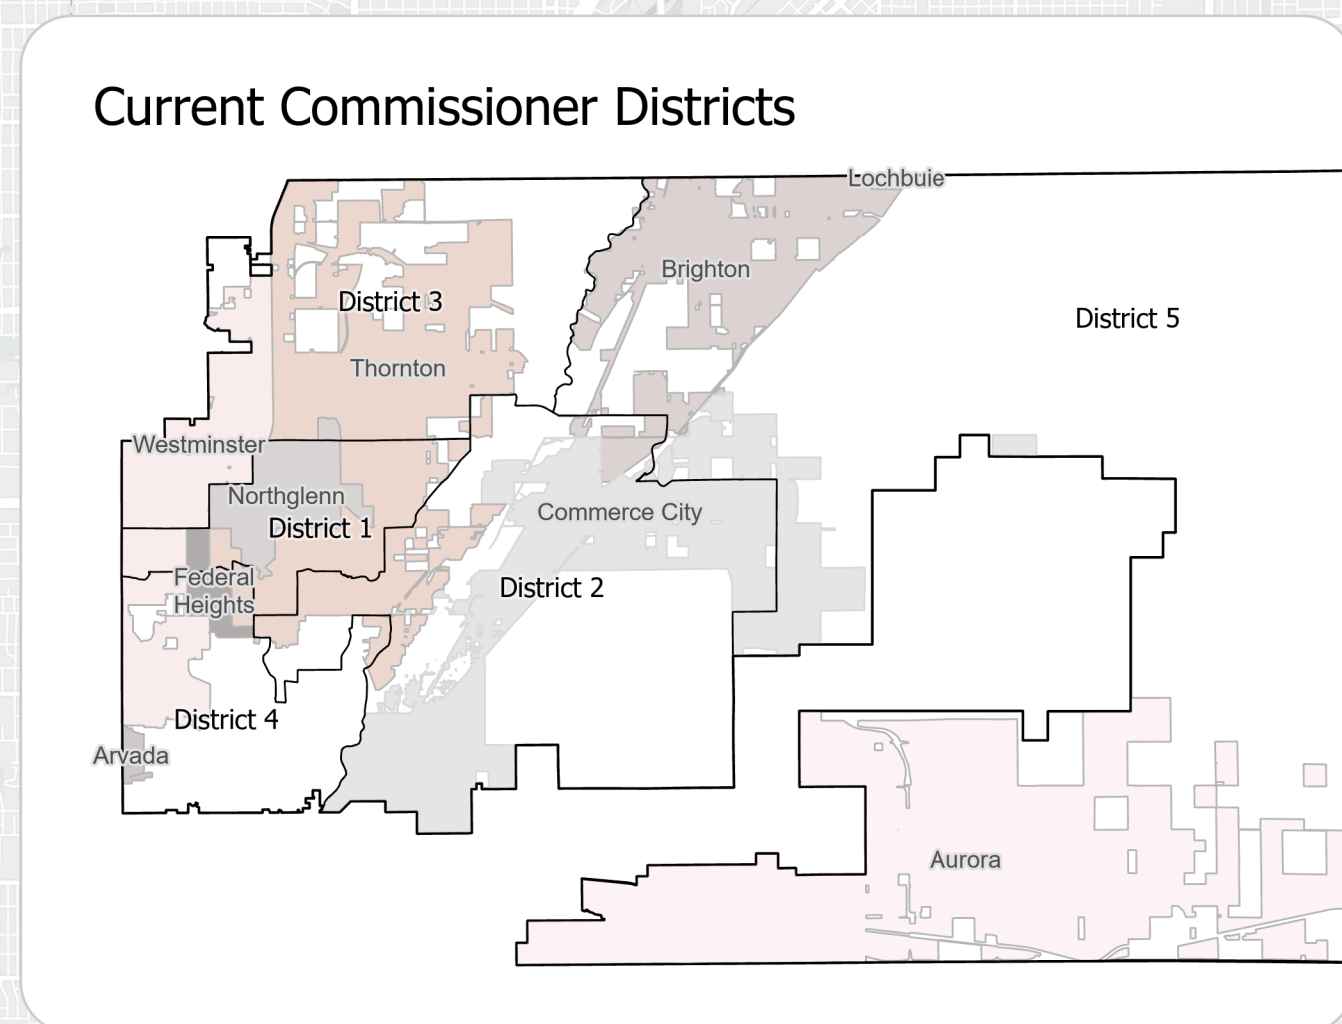 Current Commissioner Districts
Lochbuie
Brighton
District 3
District 5
Thornton
Westminster
Northglenn
Commerce City
District 1
Federal
Heights
District 2
District 4
Arvada
Aurora